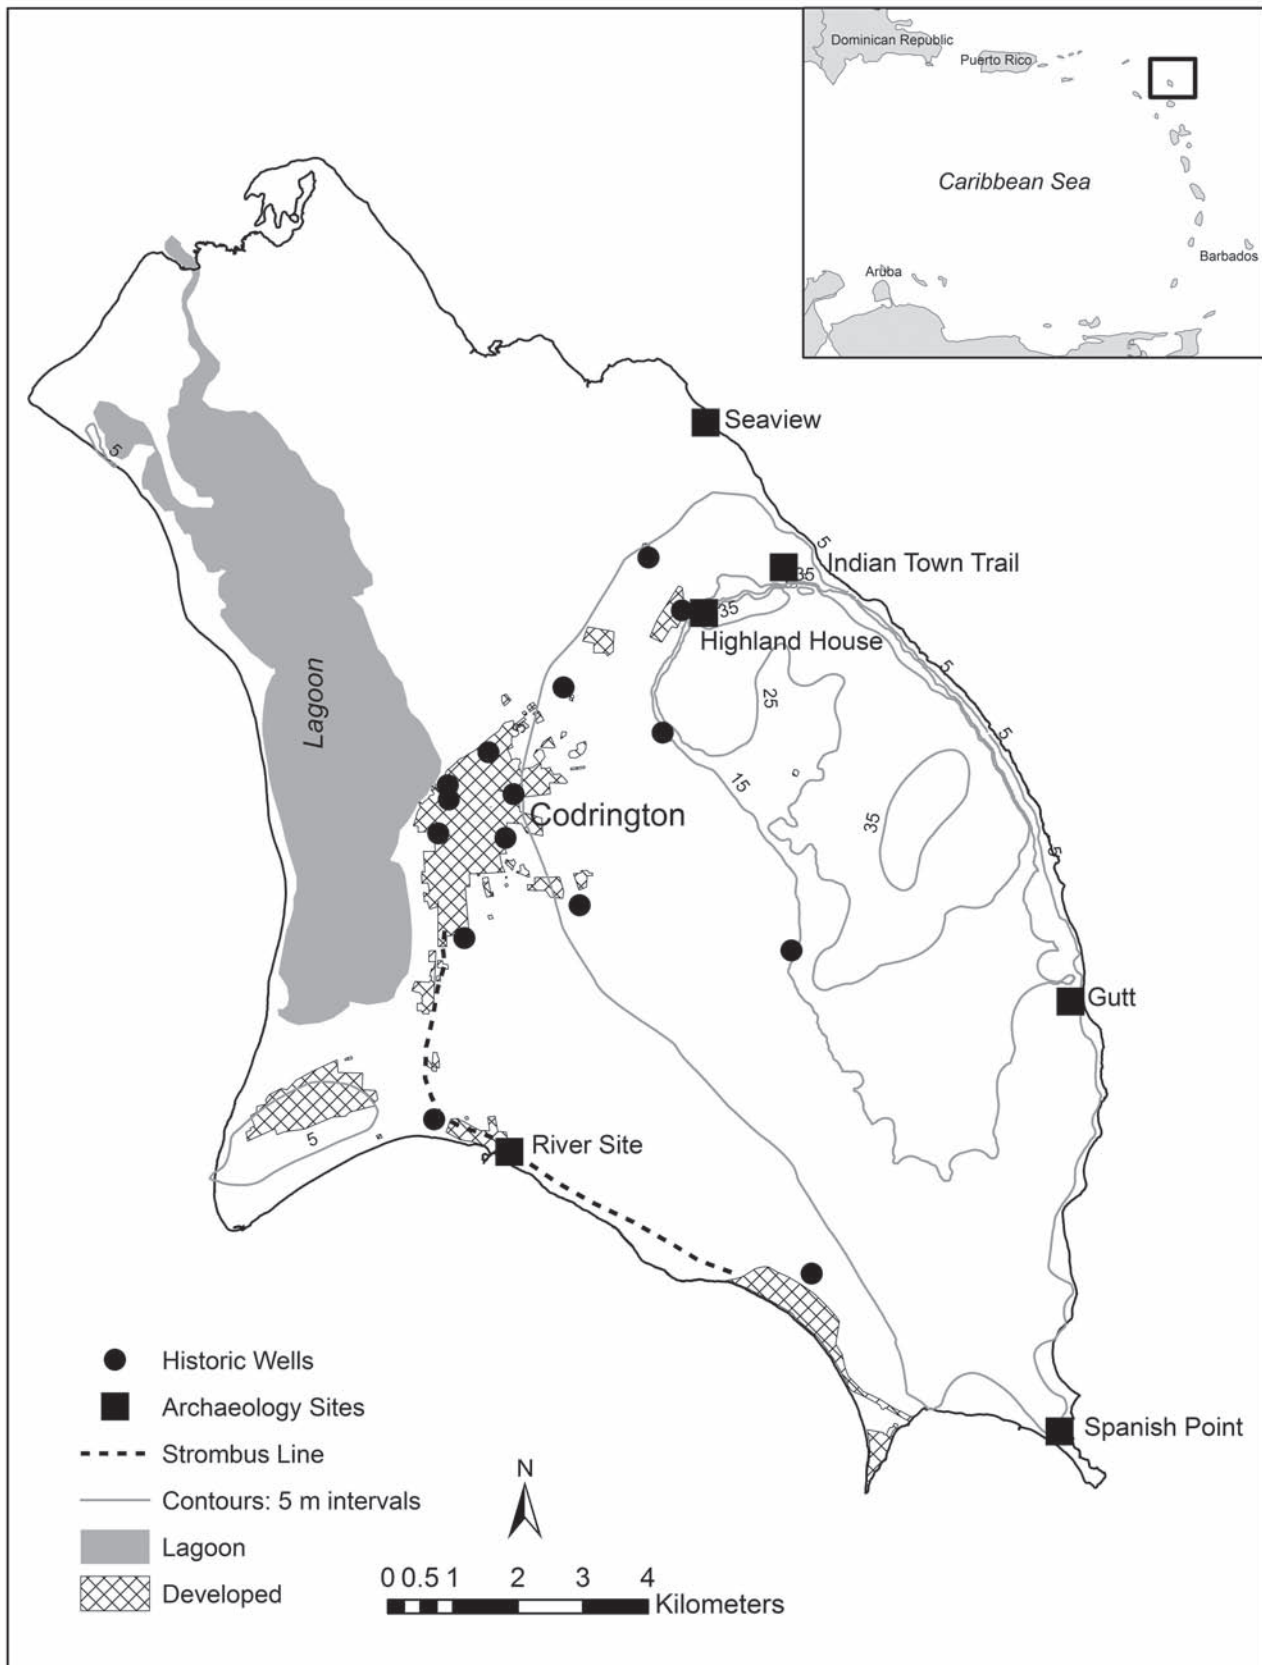 Dominican Republic
Puerto Rico
Caribbean Sea
Aruba
Barbados
Seaview
5
5
Indian Town Trail
35
35
Highland House
5
25
Lagoon
5
15
35
Codrington
5
Gutt
5
River Site
Spanish Point
Historic Wells
Archaeology Sites
Strombus Line
Contours: 5 m intervals
Lagoon
Developed
N
0 0.5 1 2 3 4
Kilometers